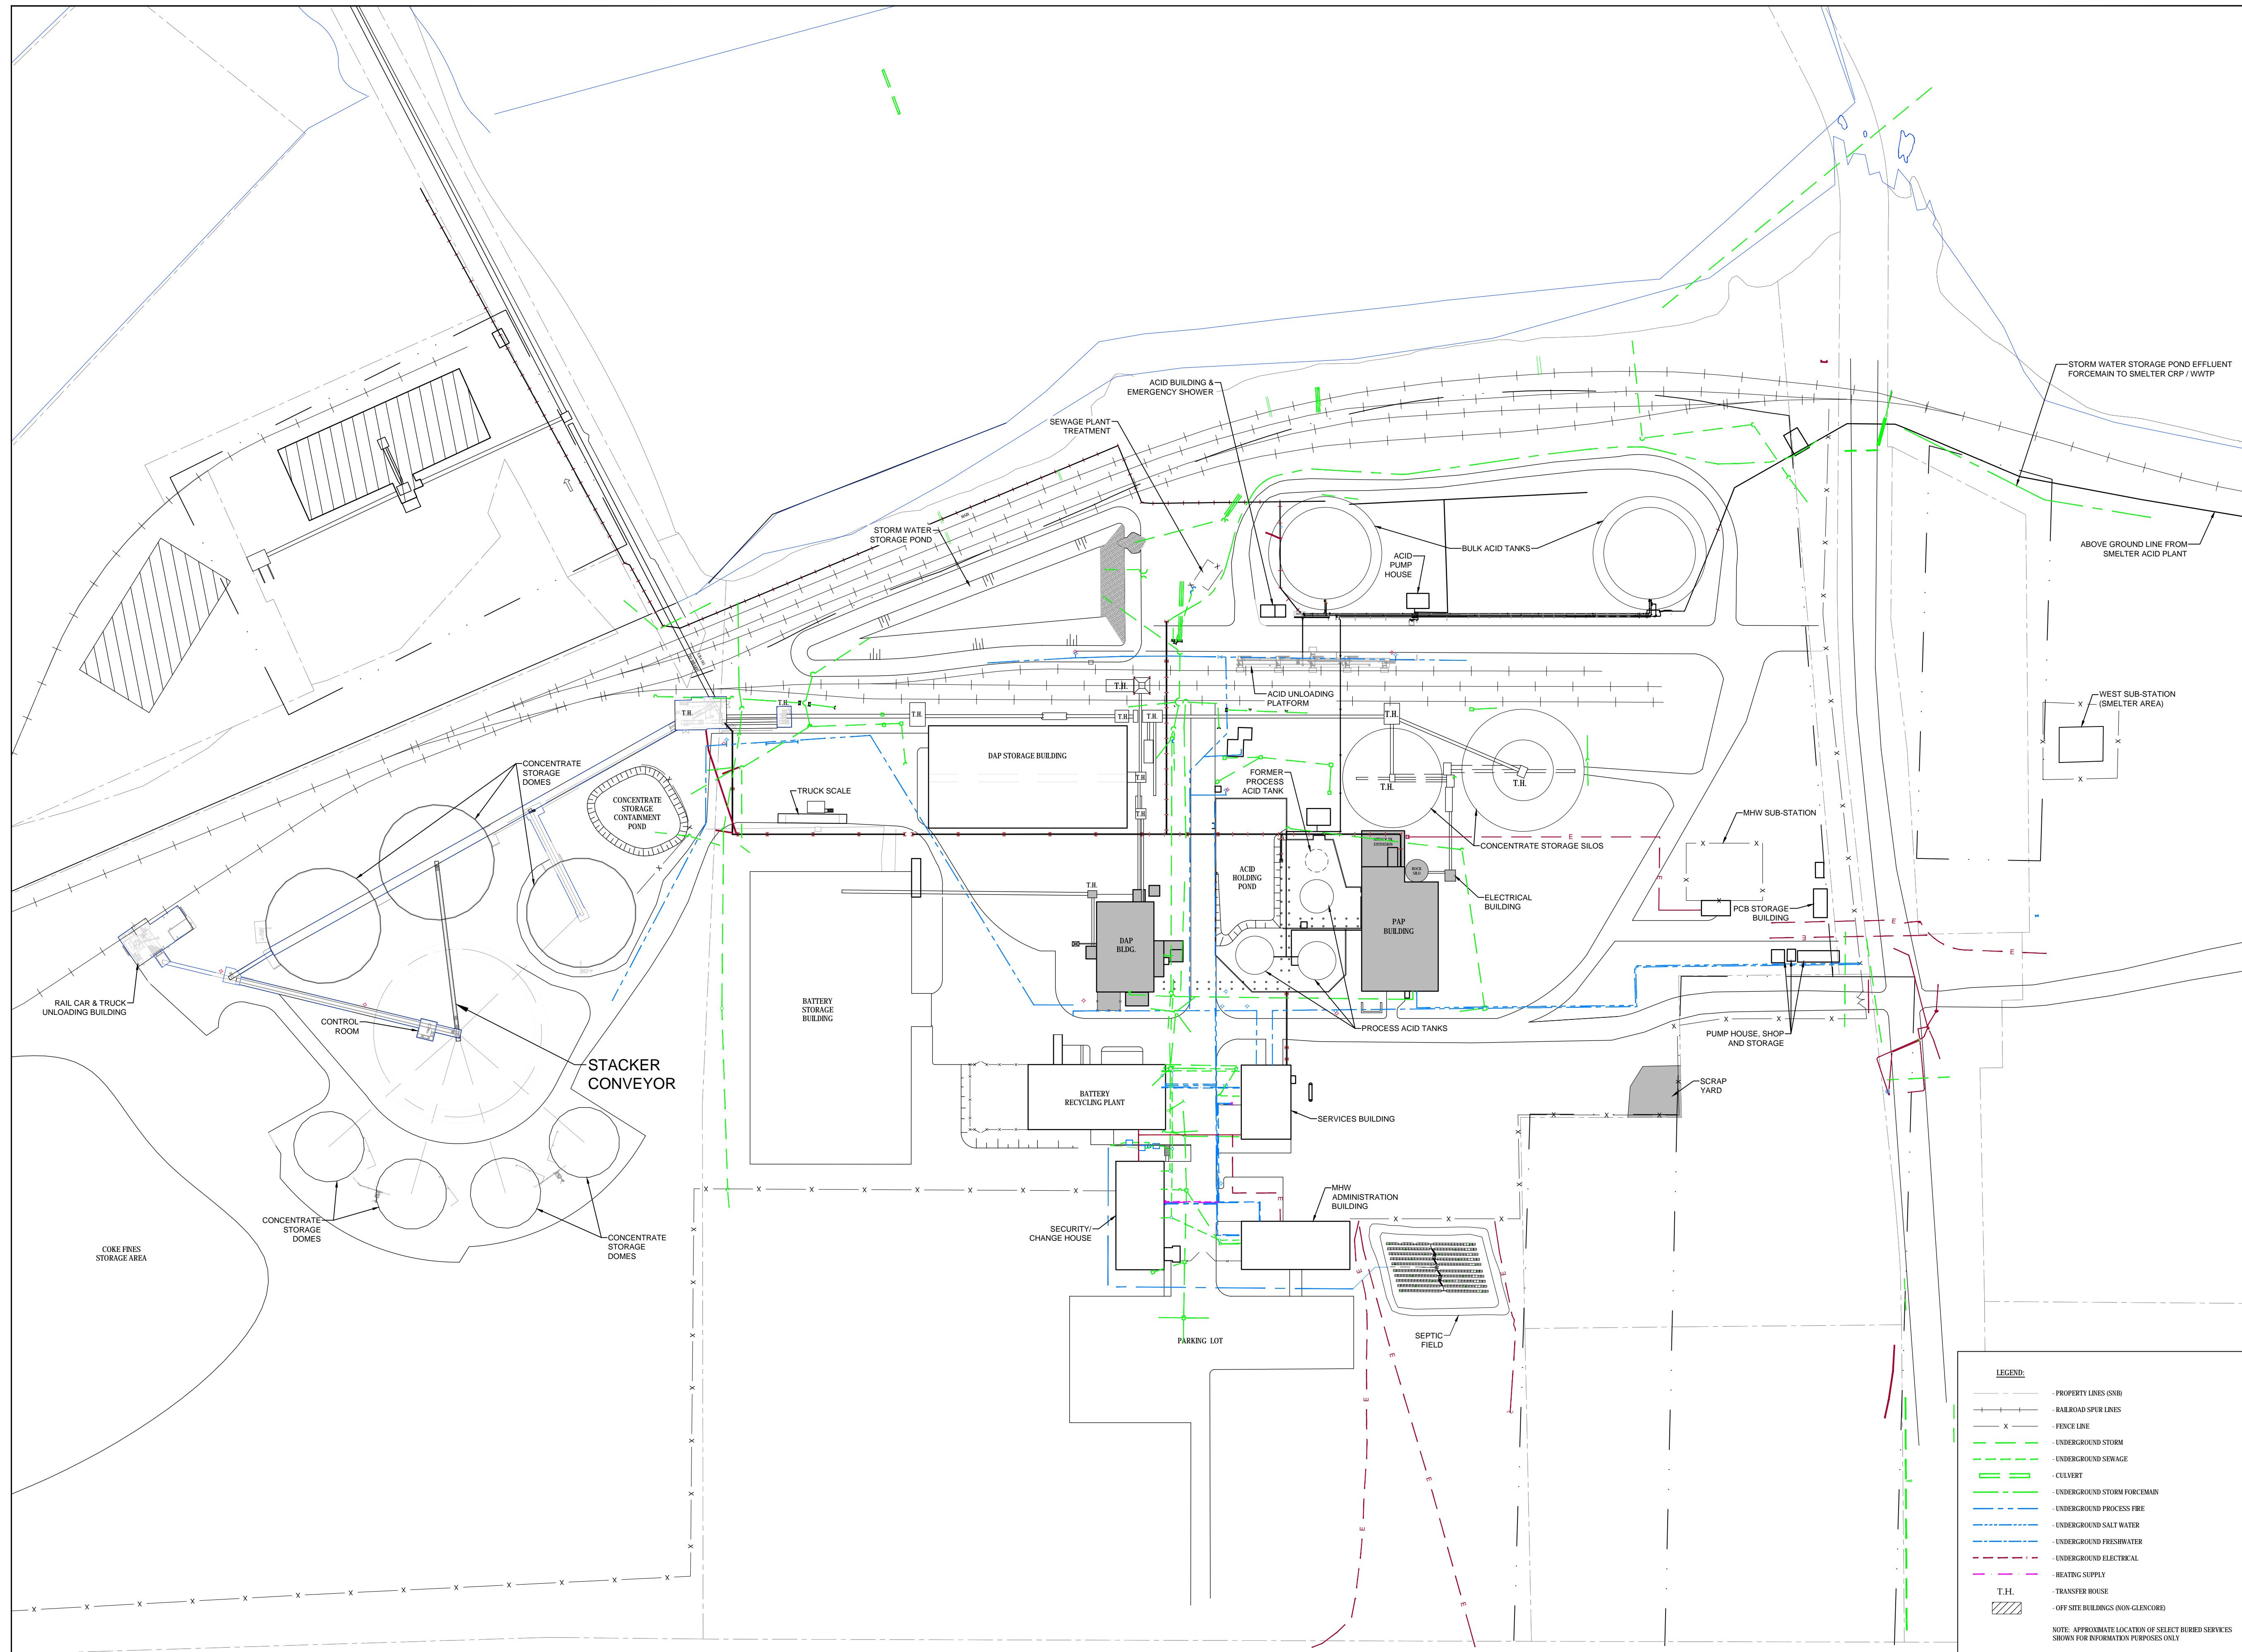 STORM WATER STORAGE POND EFFLUENT
FORCEMAIN TO SMELTER CRP / WWTP
ACID BUILDING &
EMERGENCY SHOWER
SEWAGE PLANT
TREATMENT
STORM WATER
STORAGE POND
BULK ACID TANKS
ACID
PUMP
HOUSE
ABOVE GROUND LINE FROM
SMELTER ACID PLANT
ACID UNLOADING
PLATFORM
WEST SUB-STATION
(SMELTER AREA)
X
X
X
X
T.H.
T.H.
T.H.
T.H.
T.H.
T.H.
T.H.
DAP STORAGE BUILDING
T.H.
T.H.
T.H.
T.H.
CONCENTRATE
STORAGE
DOMES
CONCENTRATE
STORAGE
CONTAINMENT
POND
TRUCK SCALE
FORMER
PROCESS
ACID TANK
CONCENTRATE STORAGE SILOS
MHW SUB-STATION
E
ROCK
SILO
ELECTRICAL
BUILDING
PCB STORAGE
BUILDING
ACID
HOLDING
POND
T.H.
DAP
BLDG.
PAP
BUILDING
RAIL CAR & TRUCK
UNLOADING BUILDING
CONTROL
ROOM
BATTERY
STORAGE
BUILDING
PROCESS ACID TANKS
PUMP HOUSE, SHOP
AND STORAGE
STACKER
CONVEYOR
BATTERY
RECYCLING PLANT
SERVICES BUILDING
SCRAP
YARD
CONCENTRATE
STORAGE
DOMES
CONCENTRATE
STORAGE
DOMES
COKE FINES
STORAGE AREA
SECURITY/
CHANGE HOUSE
MHW
ADMINISTRATION
BUILDING
SEPTIC
FIELD
PARKING LOT
LEGEND:
- PROPERTY LINES (SNB)
- RAILROAD SPUR LINES
X - FENCE LINE
- UNDERGROUND STORM
- UNDERGROUND SEWAGE
- CULVERT
- UNDERGROUND STORM FORCEMAIN
- UNDERGROUND PROCESS FIRE
- UNDERGROUND SALT WATER
- UNDERGROUND FRESHWATER
- UNDERGROUND ELECTRICAL
- HEATING SUPPLY
T.H. - TRANSFER HOUSE
- OFF SITE BUILDINGS (NON-GLENCORE)
NOTE: APPROXIMATE LOCATION OF SELECT BURIED SERVICES
SHOWN FOR INFORMATION PURPOSES ONLY